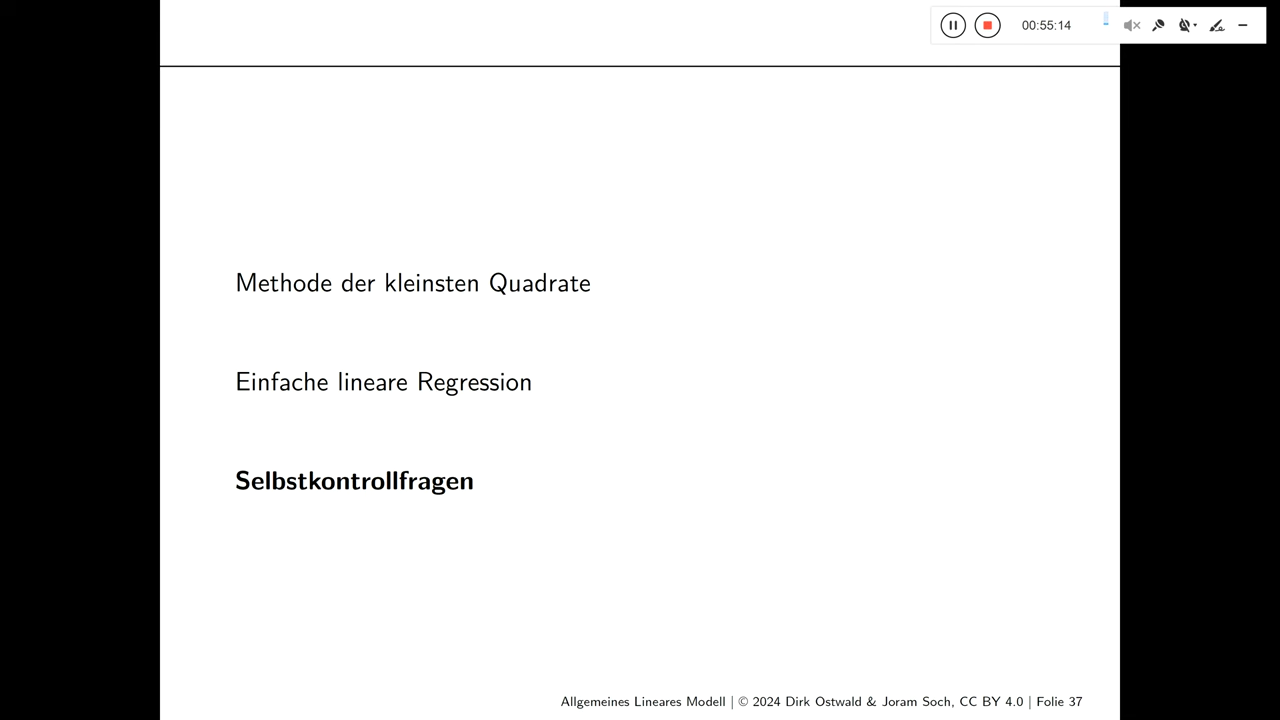 00:55:14
Methode der kleinsten Quadrate
Einfache lineare Regression
Selbstkontrollfragen
Allgemeines Lineares Modell | © 2024 Dirk Ostwald & Joram Soch, CC BY 4.0 | Folie 37